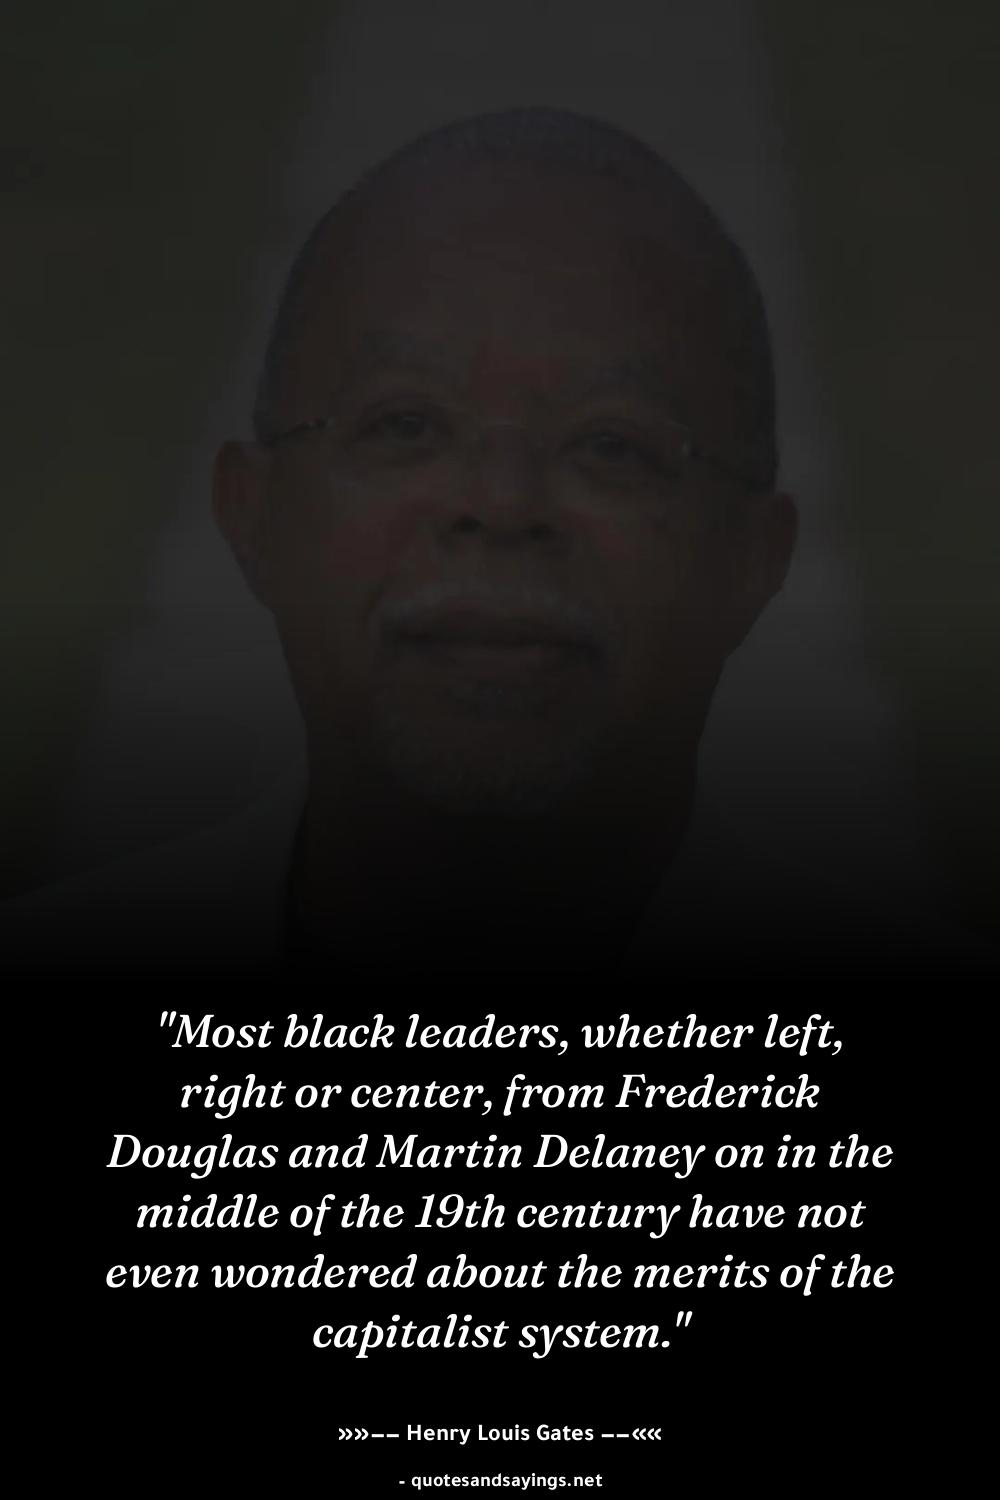 "Most black leaders, whether left,
right or center, from Frederick
Douglas and Martin Delaney on in the
middle of the 19th century have not
even wondered about the merits of the
capitalist system."
»»–– Henry Louis Gates ––««
- quotesandsayings.net